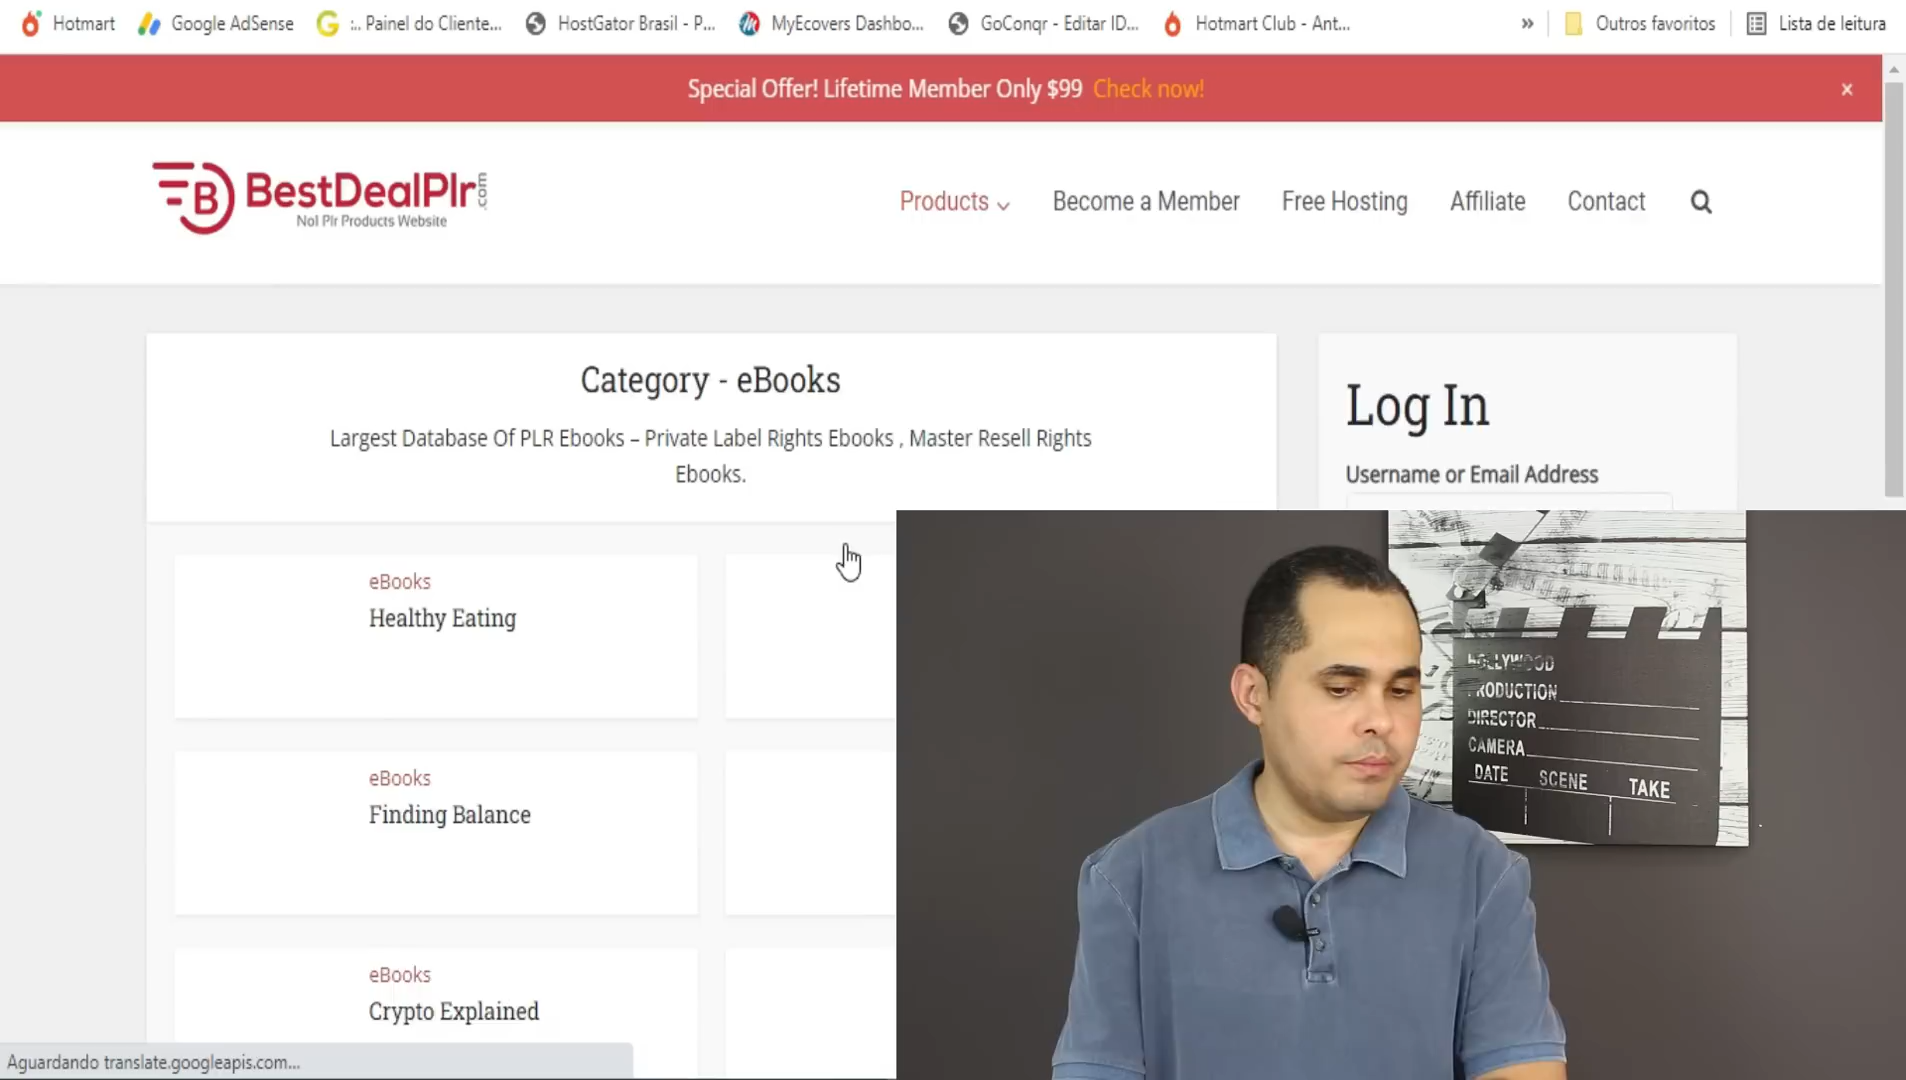 Hotmart
Google AdSense
:. Painel do Cliente...
HostGator Brasil - P...
MyEcovers Dashbo...
GoConqr - Editar ID...
Hotmart Club - Ant...
»
Outros favoritos
Lista de leitura
Special Offer! Lifetime Member Only $99 Check now!
×
B BestDealPlr.com
No1 Plr Products Website
Products
Become a Member
Free Hosting
Affiliate
Contact
Category - eBooks
Largest Database Of PLR Ebooks – Private Label Rights Ebooks , Master Resell Rights
Ebooks.
Log In
Username or Email Address
eBooks
Healthy Eating
eBooks
Finding Balance
eBooks
Crypto Explained
HOLLYWOOD
PRODUCTION
DIRECTOR
CAMERA
DATE SCENE TAKE
Aguardando translate.googleapis.com...